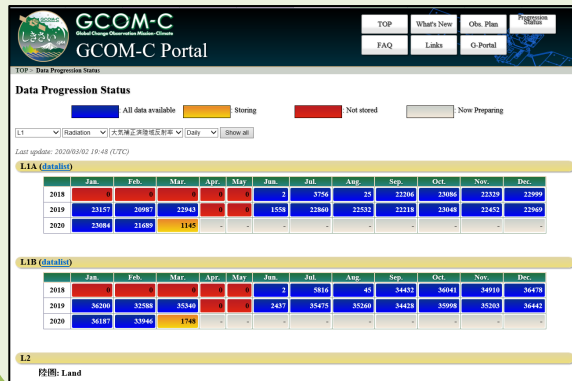 GCOM-C
Global Change Observation Mission-Climate
GCOM-C Portal
TOP What's New Obs. Plan Progression Status
FAQ Links G-Portal
TOP > Data Progression Status
Data Progression Status
: All data available : Storing : Not stored : Now Preparing
L1 Radiation 大気補正済陸域反射率 Daily Show all
Last update: 2020/03/02 19:48 (UTC)
L1A (datalist)
Jan. Feb. Mar. Apr. May Jun. Jul. Aug. Sep. Oct. Nov. Dec.
2018 0 0 0 0 0 2 3756 25 22206 23086 22329 22999
2019 23157 20987 22943 0 0 1558 22860 22532 22218 23048 22452 22969
2020 23084 21689 1145 - - - - - - - - -
L1B (datalist)
Jan. Feb. Mar. Apr. May Jun. Jul. Aug. Sep. Oct. Nov. Dec.
2018 0 0 0 0 0 2 5816 45 34432 36041 34910 36478
2019 36200 32588 35340 0 0 2437 35475 35260 34428 35998 35203 36442
2020 36187 33946 1748 - - - - - - - - -
L2
陸圏: Land